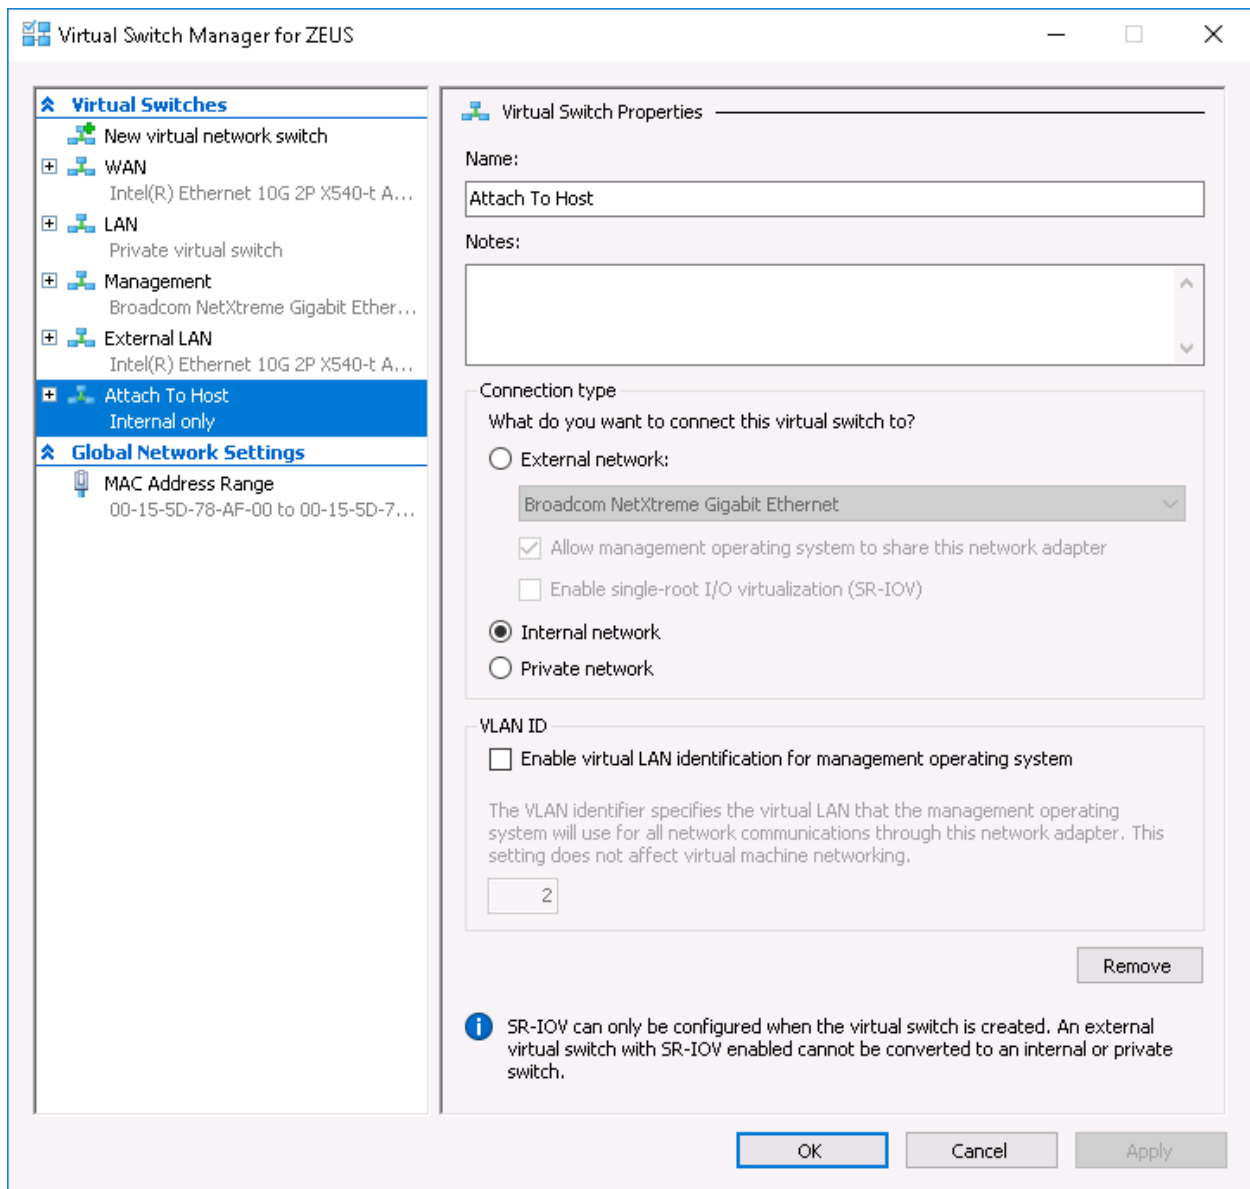 Virtual Switch Manager for ZEUS
Virtual Switches
New virtual network switch
WAN
Intel(R) Ethernet 10G 2P X540-t A...
LAN
Private virtual switch
Management
Broadcom NetXtreme Gigabit Ether...
External LAN
Intel(R) Ethernet 10G 2P X540-t A...
Attach To Host
Internal only
Global Network Settings
MAC Address Range
00-15-5D-78-AF-00 to 00-15-5D-7...
Virtual Switch Properties
Name:
Attach To Host
Notes:
Connection type
What do you want to connect this virtual switch to?
External network:
Broadcom NetXtreme Gigabit Ethernet
Allow management operating system to share this network adapter
Enable single-root I/O virtualization (SR-IOV)
Internal network
Private network
VLAN ID
Enable virtual LAN identification for management operating system
The VLAN identifier specifies the virtual LAN that the management operating
system will use for all network communications through this network adapter. This
setting does not affect virtual machine networking.
2
Remove
SR-IOV can only be configured when the virtual switch is created. An external
virtual switch with SR-IOV enabled cannot be converted to an internal or private
switch.
OK
Cancel
Apply